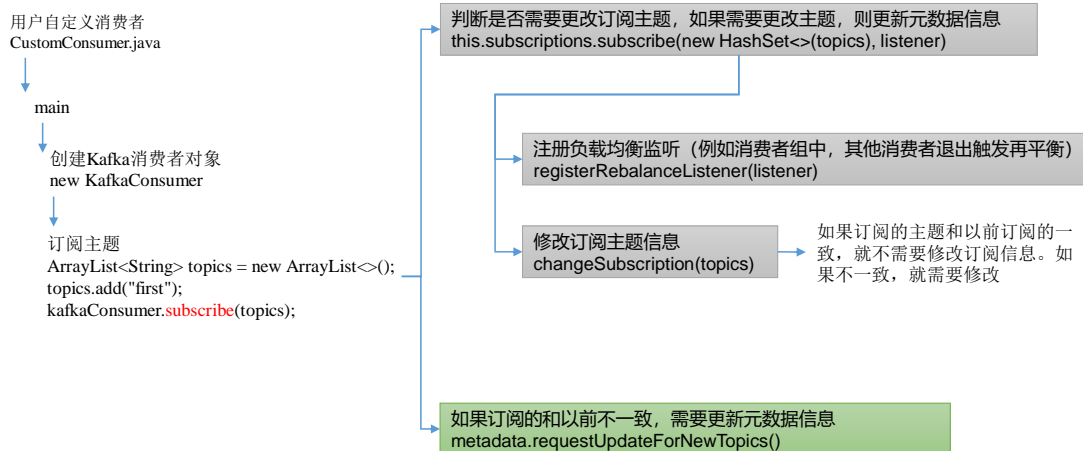 用户自定义消费者
CustomConsumer.java
main
创建Kafka消费者对象
new KafkaConsumer
订阅主题
ArrayList<String> topics = new ArrayList<>();
topics.add("first");
kafkaConsumer.subscribe(topics);
判断是否需要更改订阅主题，如果需要更改主题，则更新元数据信息
this.subscriptions.subscribe(new HashSet<>(topics), listener)
注册负载均衡监听（例如消费者组中，其他消费者退出触发再平衡）
registerRebalanceListener(listener)
修改订阅主题信息
changeSubscription(topics)
如果订阅的主题和以前订阅的一
致，就不需要修改订阅信息。如
果不一致，就需要修改
如果订阅的和以前不一致，需要更新元数据信息
metadata.requestUpdateForNewTopics()